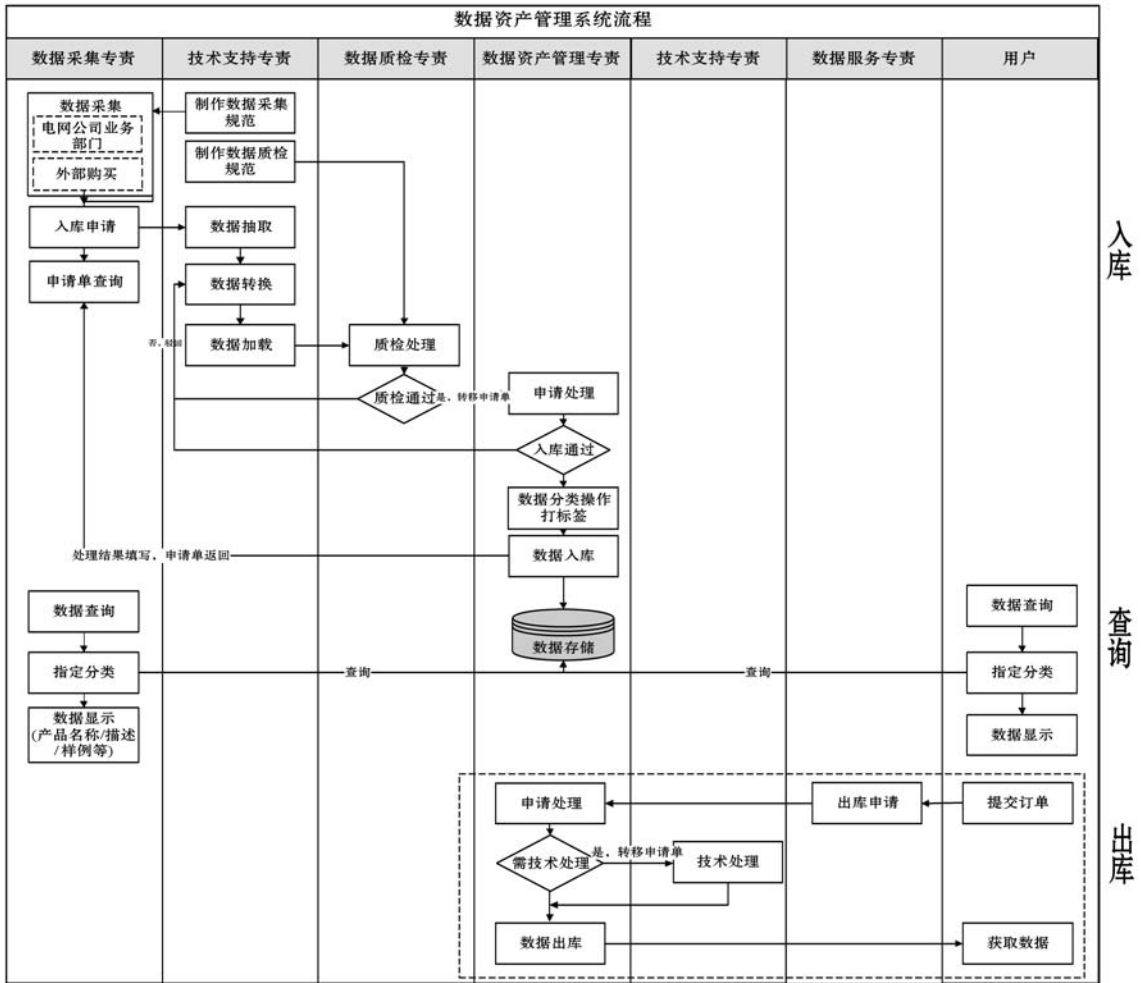 数据资产管理系统流程
数据采集专责
技术支持专责
数据质检专责
数据资产管理专责
技术支持专责
数据服务专责
用户
数据采集
电网公司业务
部门
外部购买
制作数据采集
规范
制作数据质检
规范
入库申请
数据抽取
申请单查询
数据转换
否，驳回
数据加载
质检处理
质检通过
是，转移申请单
申请处理
入库通过
数据分类操作
打标签
处理结果填写，申请单返回
数据入库
入库
数据查询
指定分类
数据显示
(产品名称/描述
/样例等)
查询
数据存储
查询
数据查询
指定分类
数据显示
查询
申请处理
出库申请
提交订单
需技术处理
是，转移申请单
技术处理
数据出库
获取数据
出库